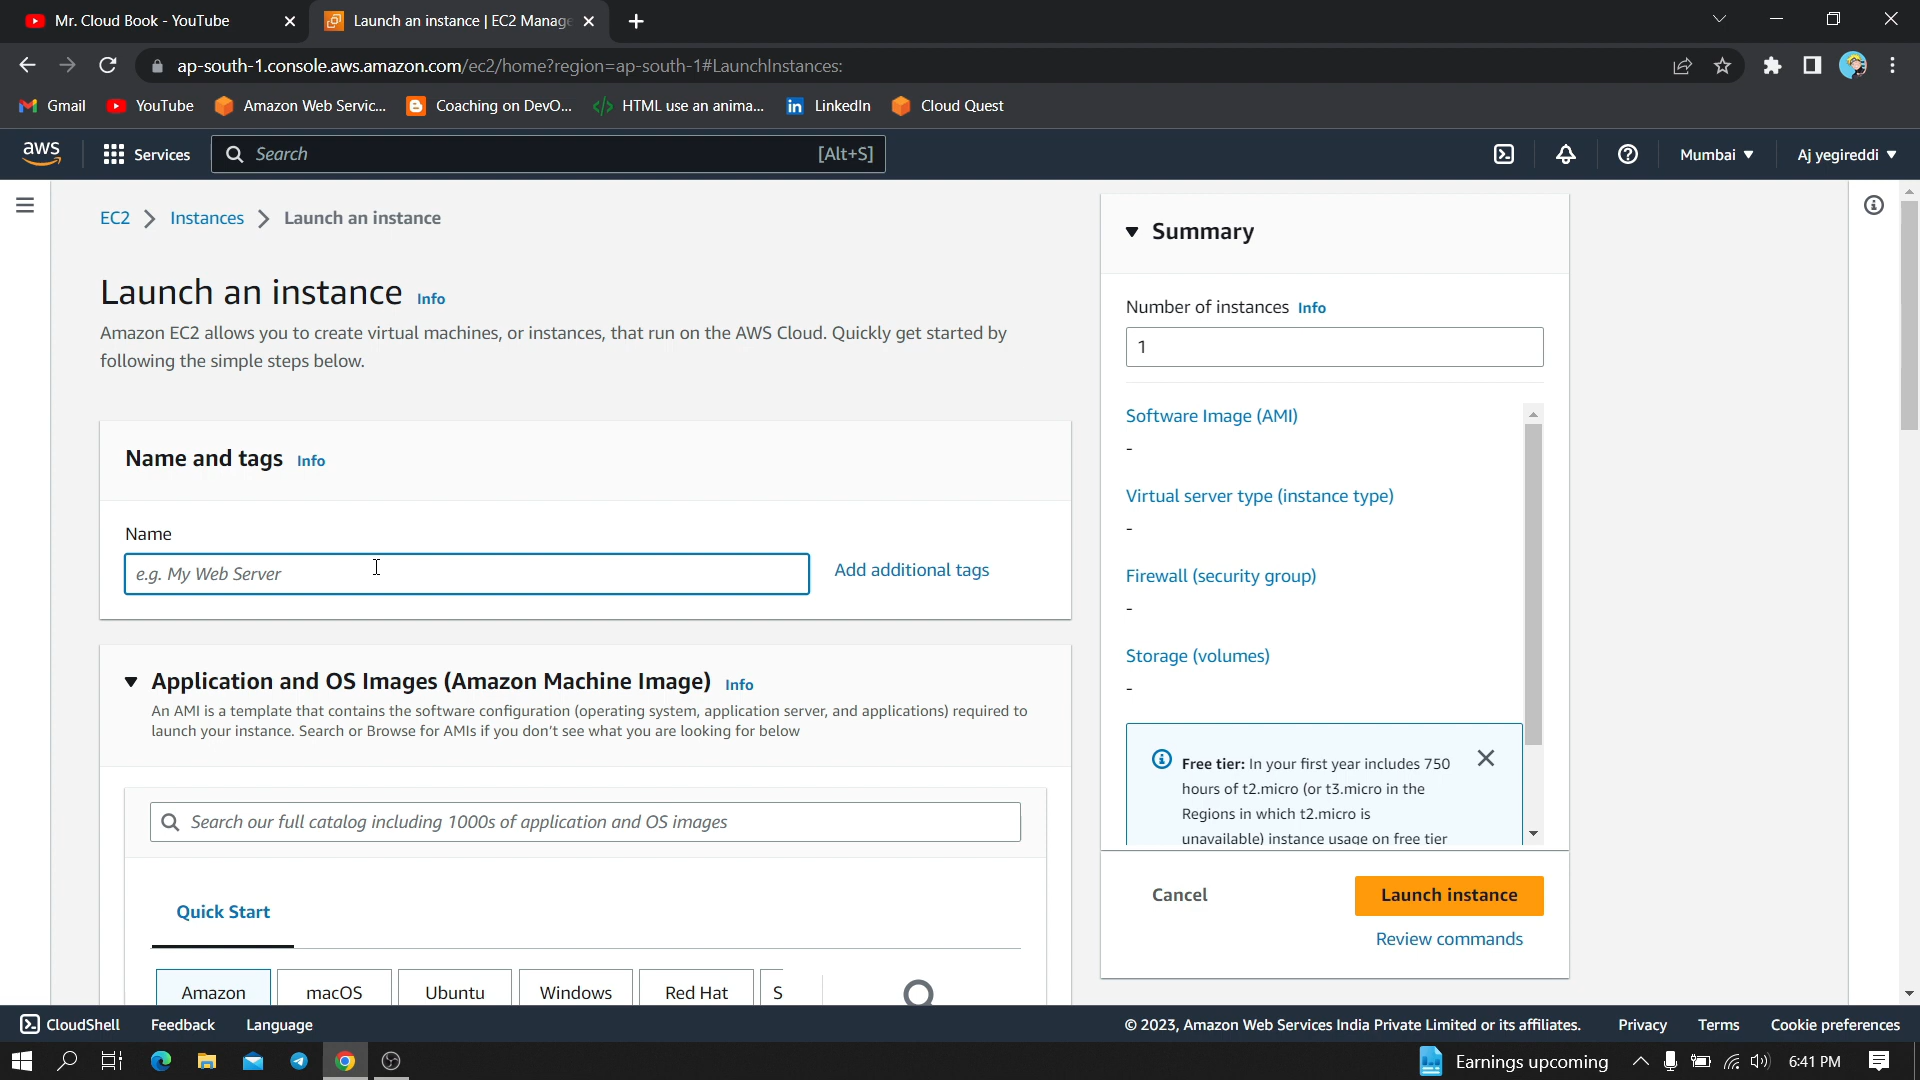 Mr. Cloud Book - YouTube
Launch an instance | EC2 Manage
ap-south-1.console.aws.amazon.com/ec2/home?region=ap-south-1#LaunchInstances:
Gmail
YouTube
Amazon Web Servic...
Coaching on DevO...
HTML use an anima...
LinkedIn
Cloud Quest
aws
Services
Search
[Alt+S]
Mumbai
Aj yegireddi
EC2
Instances
Launch an instance
Launch an instance Info
Amazon EC2 allows you to create virtual machines, or instances, that run on the AWS Cloud. Quickly get started by
following the simple steps below.
Name and tags Info
Name
e.g. My Web Server
Add additional tags
Application and OS Images (Amazon Machine Image) Info
An AMI is a template that contains the software configuration (operating system, application server, and applications) required to
launch your instance. Search or Browse for AMIs if you don't see what you are looking for below
Search our full catalog including 1000s of application and OS images
Quick Start
Amazon
macOS
Ubuntu
Windows
Red Hat
S
Summary
Number of instances Info
1
Software Image (AMI)
-
Virtual server type (instance type)
-
Firewall (security group)
-
Storage (volumes)
-
Free tier: In your first year includes 750
hours of t2.micro (or t3.micro in the
Regions in which t2.micro is
unavailable) instance usage on free tier
Cancel
Launch instance
Review commands
CloudShell
Feedback
Language
© 2023, Amazon Web Services India Private Limited or its affiliates.
Privacy
Terms
Cookie preferences
Earnings upcoming
6:41 PM